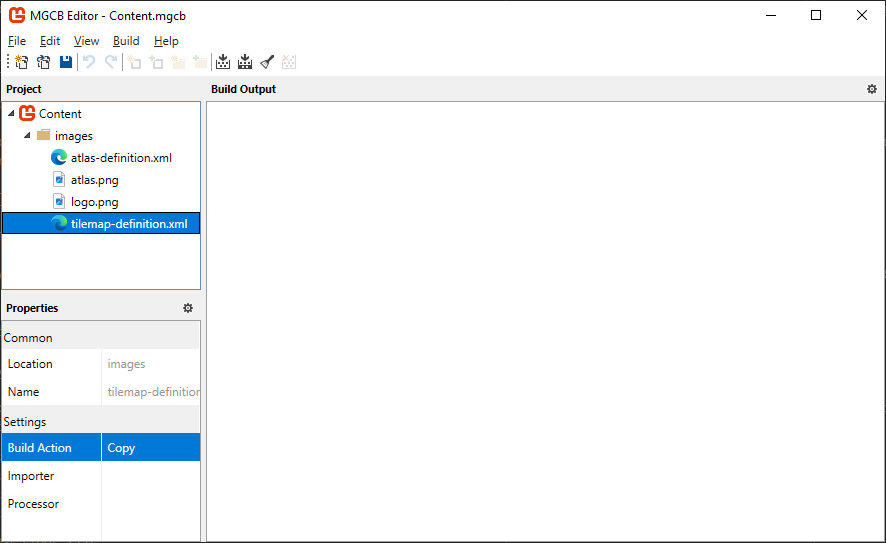 MGCB Editor - Content.mgcb
File Edit View Build Help
Project
Content
images
atlas-definition.xml
atlas.png
logo.png
tilemap-definition.xml
Properties
Common
Location images
Name tilemap-definition
Settings
Build Action Copy
Importer
Processor
Build Output